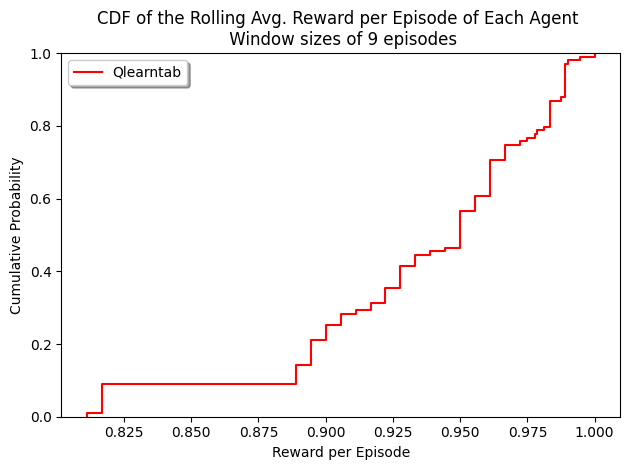 CDF of the Rolling Avg. Reward per Episode of Each Agent
Window sizes of 9 episodes
Qlearntab
Cumulative Probability
1.0
0.8
0.6
0.4
0.2
0.0
0.825 0.850 0.875 0.900 0.925 0.950 0.975 1.000
Reward per Episode